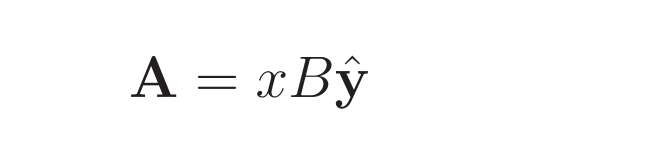 𝐀 = 𝑥𝐵𝐲̂